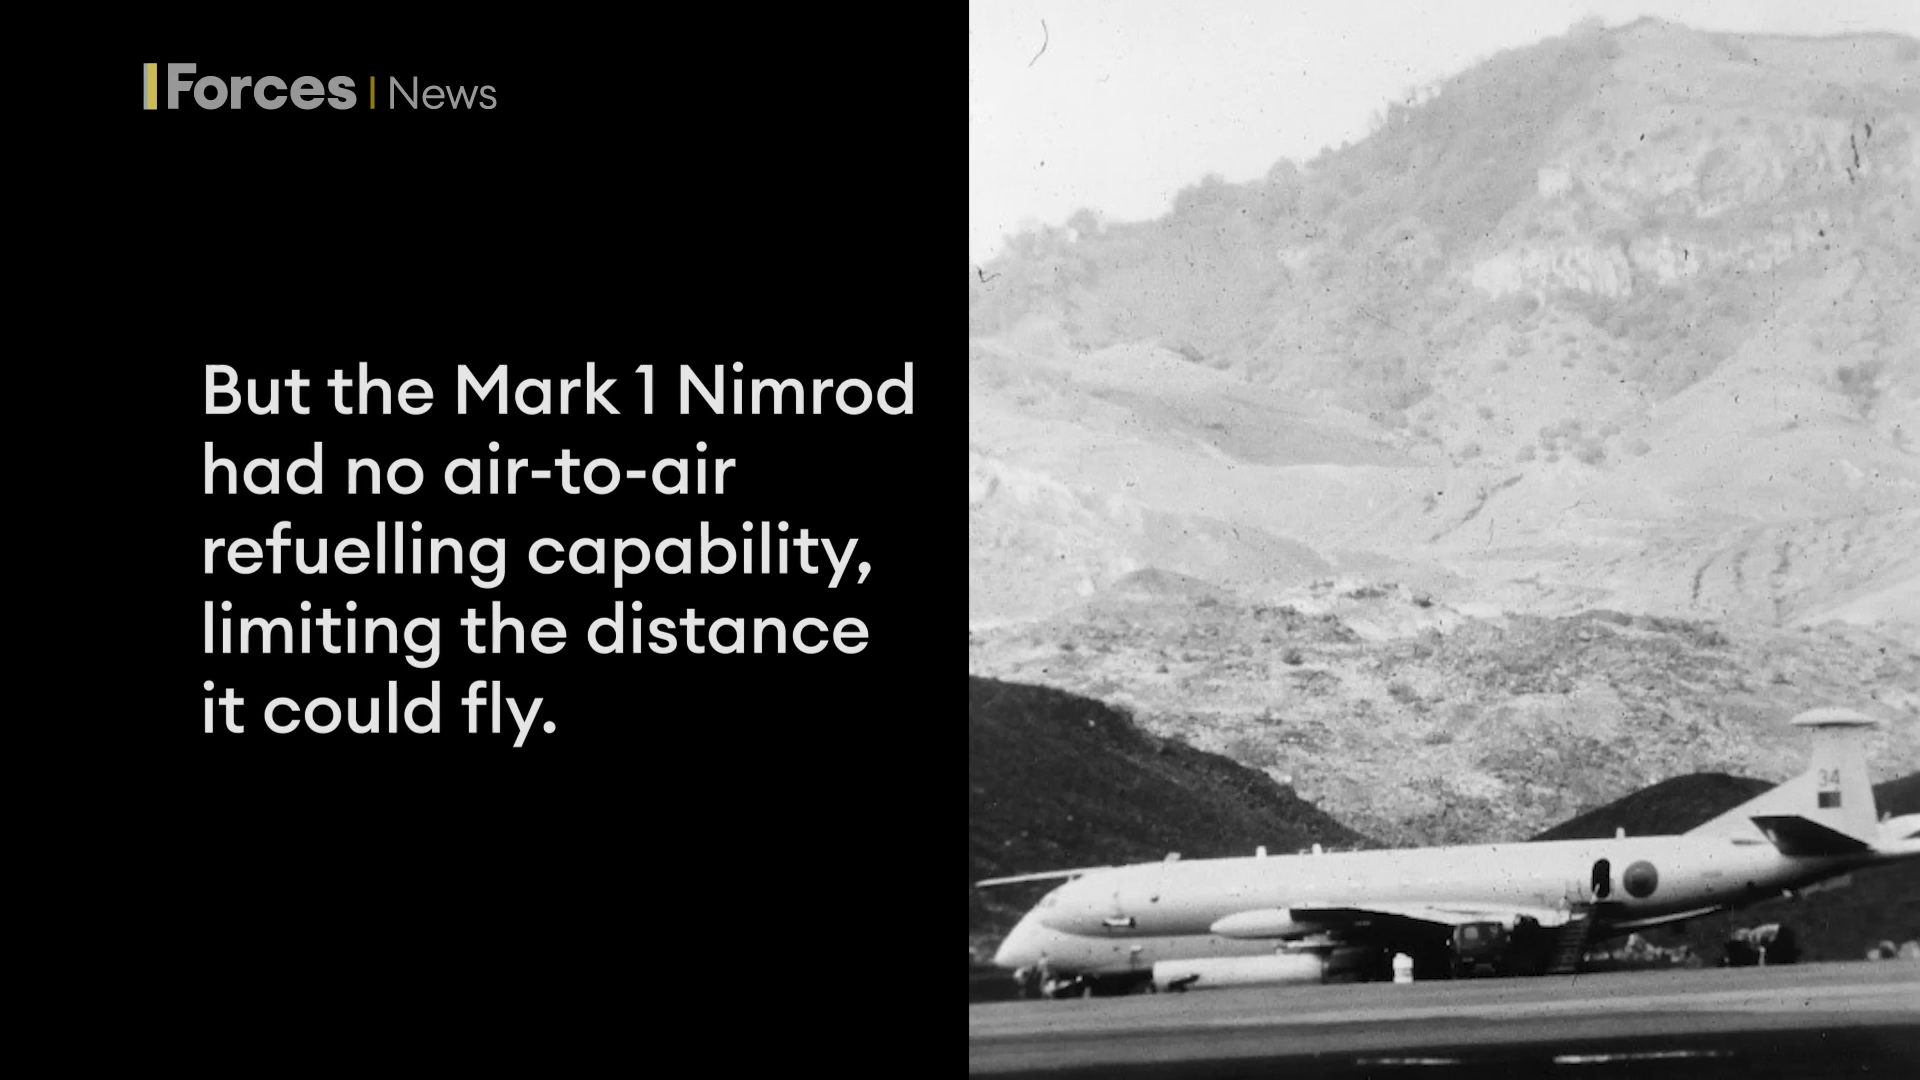 Forces | News
But the Mark 1 Nimrod
had no air-to-air
refuelling capability,
limiting the distance
it could fly.
34